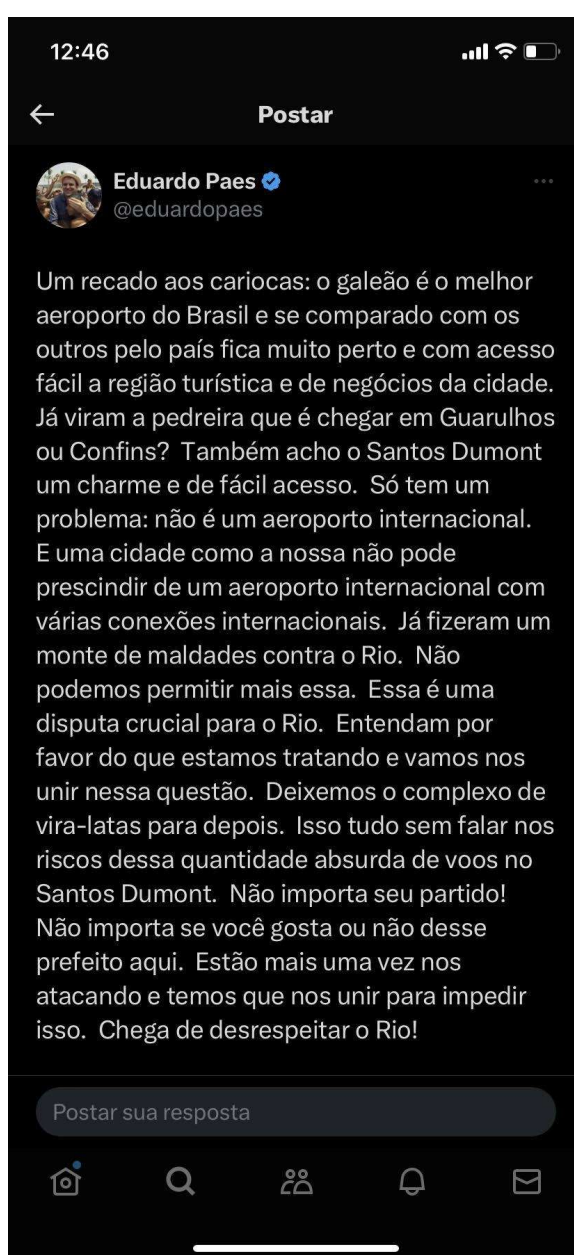 12:46
Postar
Eduardo Paes
@eduardopaes
Um recado aos cariocas: o galeão é o melhor
aeroporto do Brasil e se comparado com os
outros pelo país fica muito perto e com acesso
fácil a região turística e de negócios da cidade.
Já viram a pedreira que é chegar em Guarulhos
ou Confins?  Também acho o Santos Dumont
um charme e de fácil acesso.  Só tem um
problema: não é um aeroporto internacional.
E uma cidade como a nossa não pode
prescindir de um aeroporto internacional com
várias conexões internacionais.  Já fizeram um
monte de maldades contra o Rio.  Não
podemos permitir mais essa.  Essa é uma
disputa crucial para o Rio.  Entendam por
favor do que estamos tratando e vamos nos
unir nessa questão.  Deixemos o complexo de
vira-latas para depois.  Isso tudo sem falar nos
riscos dessa quantidade absurda de voos no
Santos Dumont.  Não importa seu partido!
Não importa se você gosta ou não desse
prefeito aqui.  Estão mais uma vez nos
atacando e temos que nos unir para impedir
isso.  Chega de desrespeitar o Rio!
Postar sua resposta